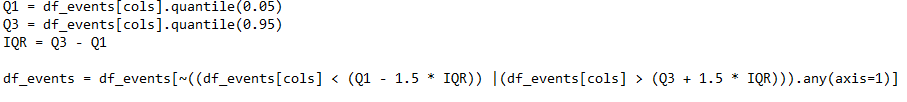 Q1 = df_events[cols].quantile(0.05)
Q3 = df_events[cols].quantile(0.95)
IQR = Q3 - Q1
df_events = df_events[~((df_events[cols] < (Q1 - 1.5 * IQR)) |(df_events[cols] > (Q3 + 1.5 * IQR))).any(axis=1)]